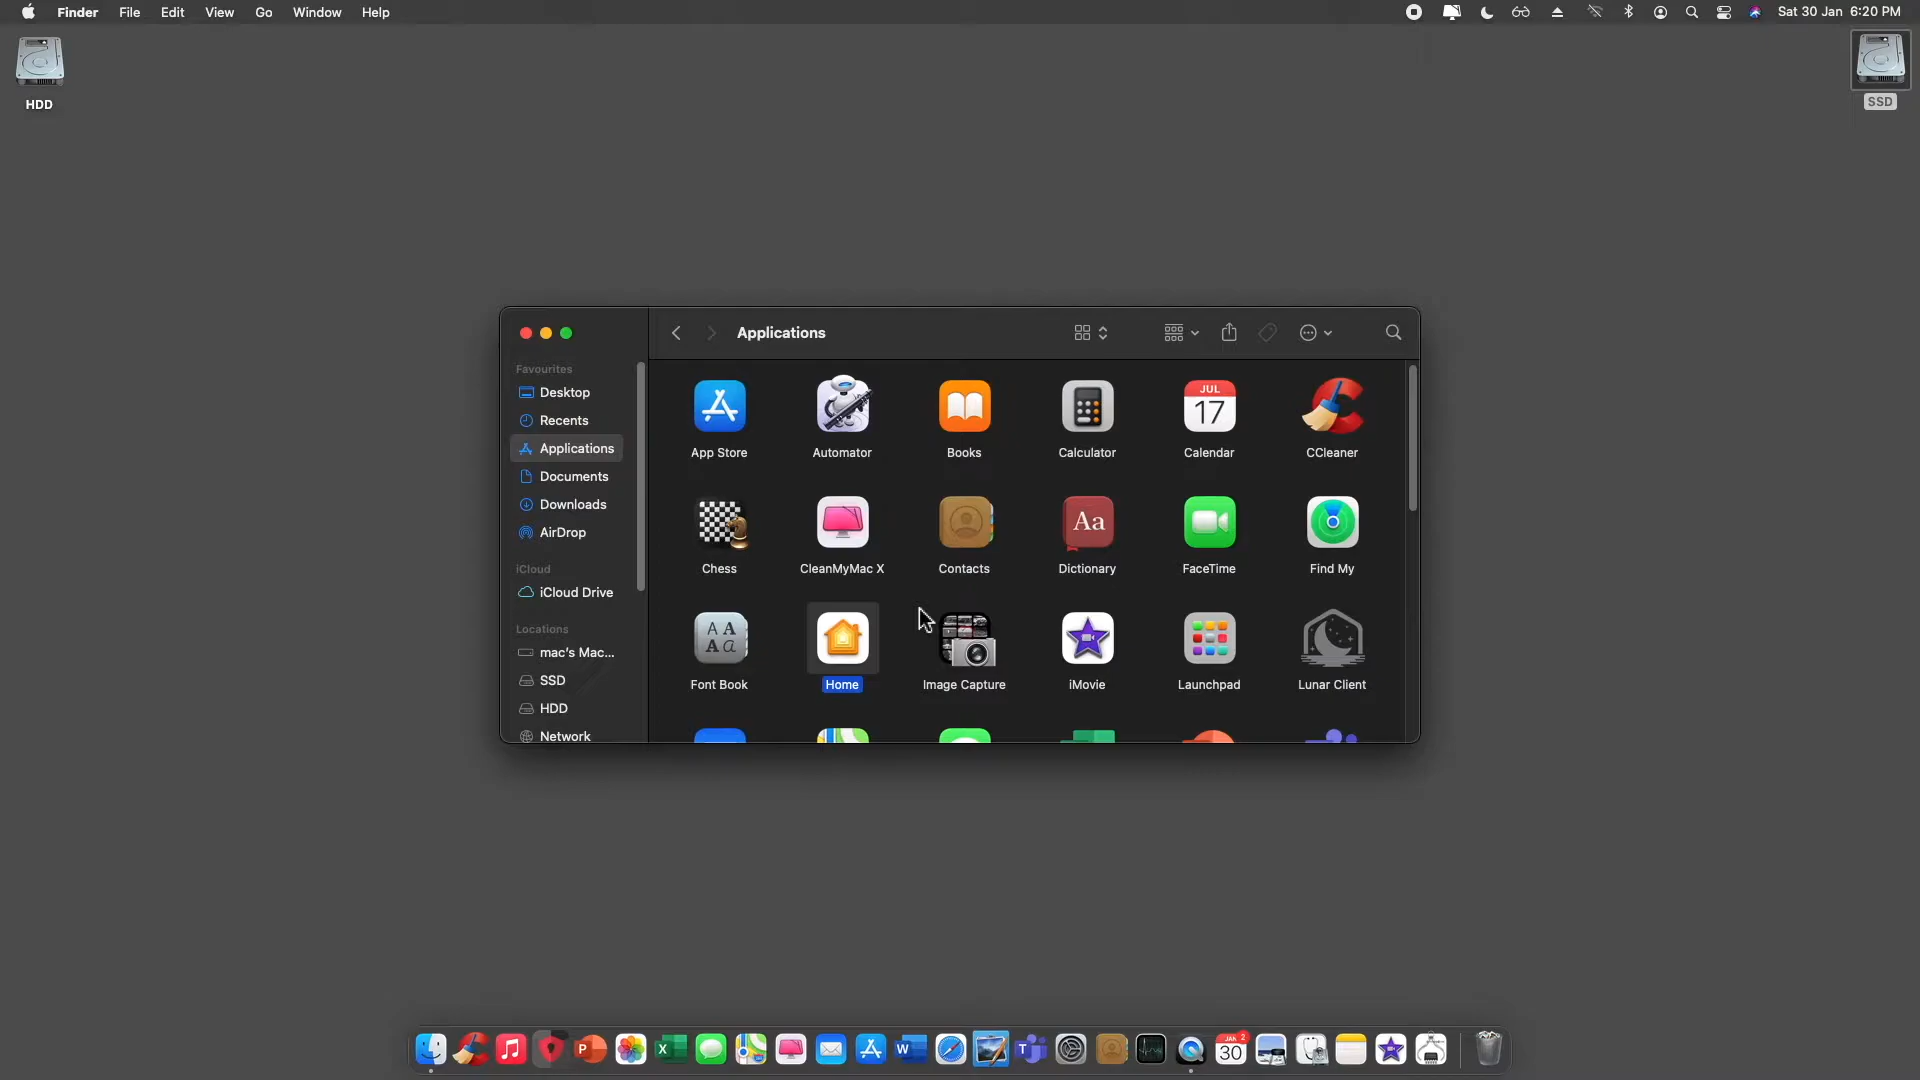 Finder File Edit View Go Window Help Sat 30 Jan 6:20 PM
HDD
SSD
Applications
Favourites
Desktop
Recents
Applications
Documents
Downloads
AirDrop
iCloud
iCloud Drive
Locations
mac's Mac...
SSD
HDD
Network
JUL
17
App Store Automator Books Calculator Calendar CCleaner
Aa
Chess CleanMyMac X Contacts Dictionary FaceTime Find My
A A
A a
Font Book Home Image Capture iMovie Launchpad Lunar Client
P X W T JAN 2
30